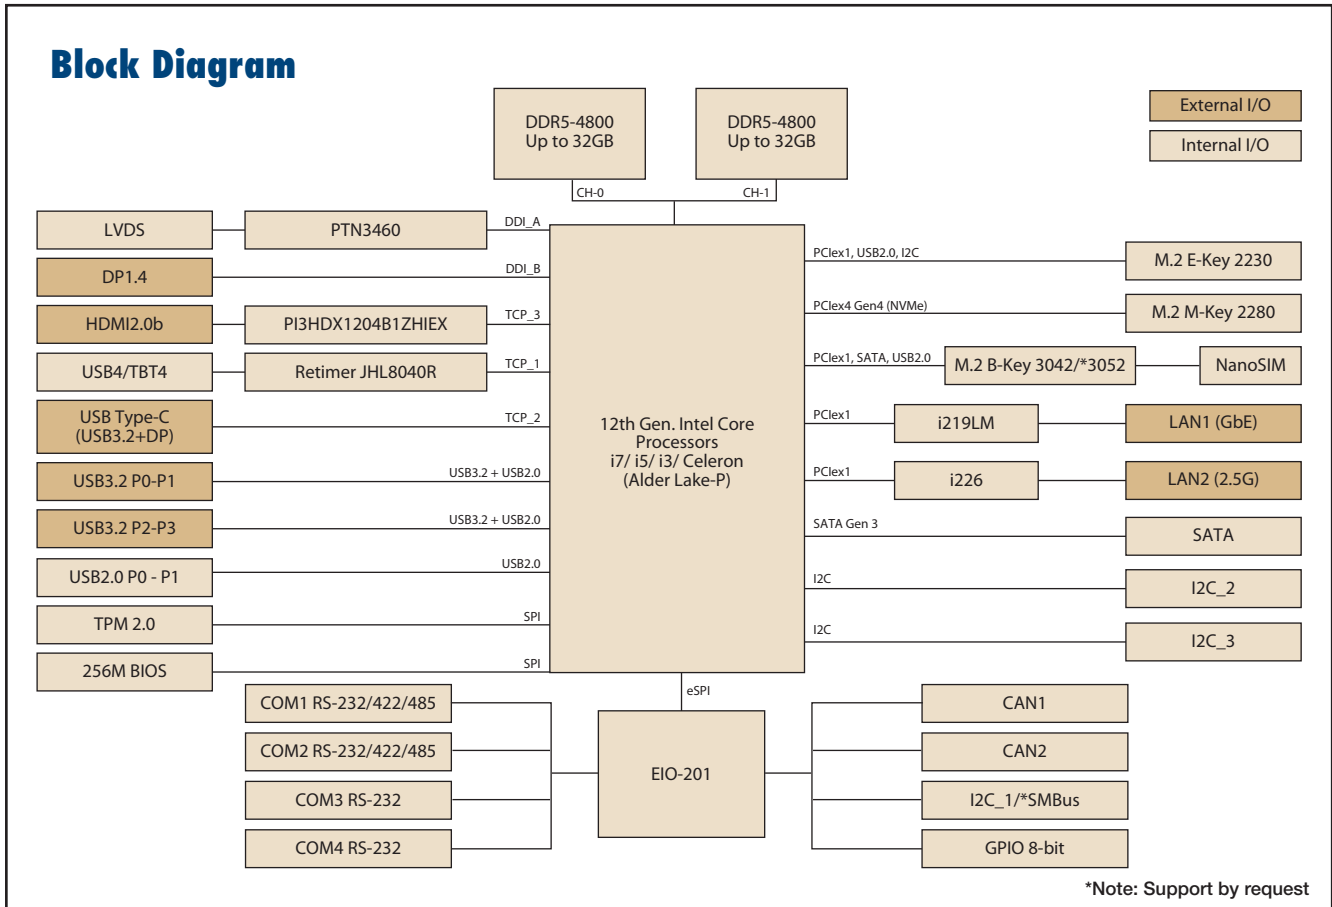 Block Diagram
DDR5-4800
Up to 32GB
DDR5-4800
Up to 32GB
External I/O
Internal I/O
CH-0
CH-1
LVDS
PTN3460
DDI_A
DP1.4
DDI_B
HDMI2.0b
PI3HDX1204B1ZHIEX
TCP_3
USB4/TBT4
Retimer JHL8040R
TCP_1
USB Type-C
(USB3.2+DP)
TCP_2
USB3.2 P0-P1
USB3.2 + USB2.0
USB3.2 P2-P3
USB3.2 + USB2.0
USB2.0 P0 - P1
USB2.0
TPM 2.0
SPI
256M BIOS
SPI
12th Gen. Intel Core
Processors
i7/ i5/ i3/ Celeron
(Alder Lake-P)
PCIex1, USB2.0, I2C
M.2 E-Key 2230
PCIex4 Gen4 (NVMe)
M.2 M-Key 2280
PCIex1, SATA, USB2.0
M.2 B-Key 3042/*3052
NanoSIM
PCIex1
i219LM
LAN1 (GbE)
PCIex1
i226
LAN2 (2.5G)
SATA Gen 3
SATA
I2C
I2C_2
I2C
I2C_3
eSPI
COM1 RS-232/422/485
COM2 RS-232/422/485
COM3 RS-232
COM4 RS-232
EIO-201
CAN1
CAN2
I2C_1/*SMBus
GPIO 8-bit
*Note: Support by request